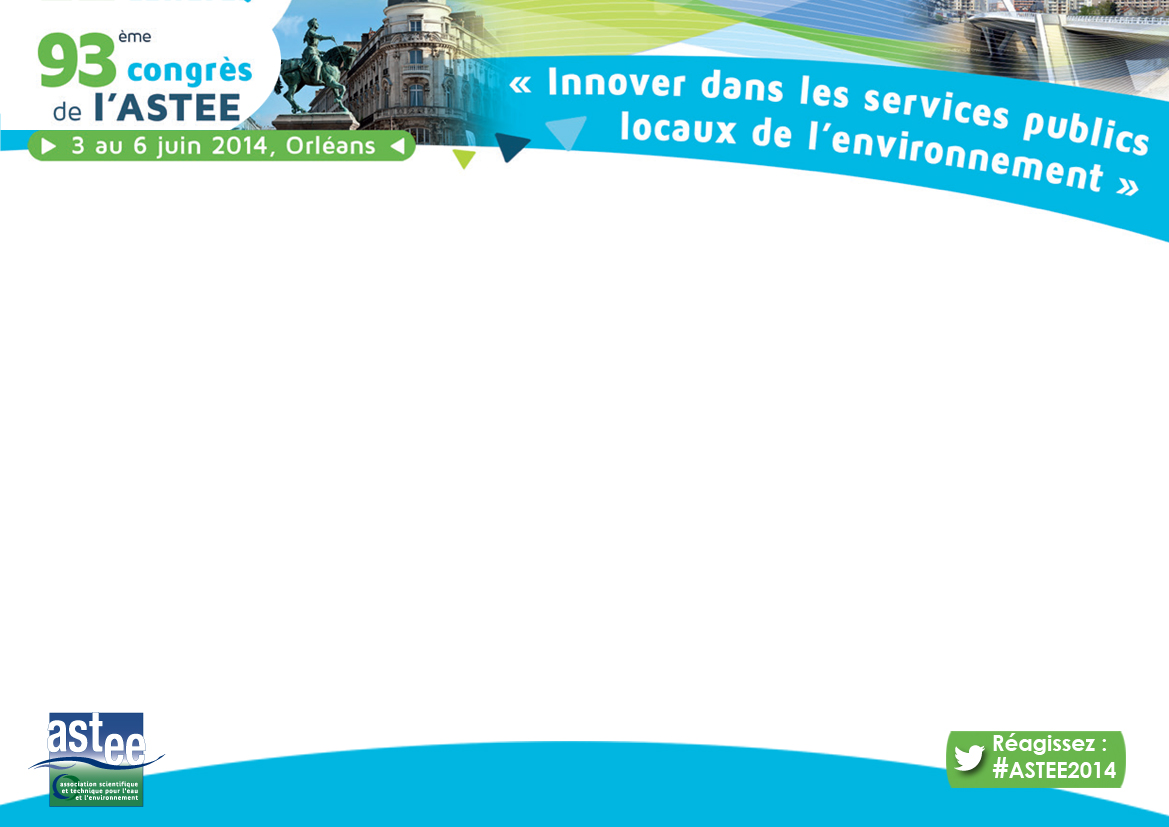 93ème congrès
de l'ASTEE
3 au 6 juin 2014, Orléans
« Innover dans les services publics
locaux de l'environnement »
astee
association scientifique
et technique pour l'eau
et l'environnement
Réagissez :
#ASTEE2014